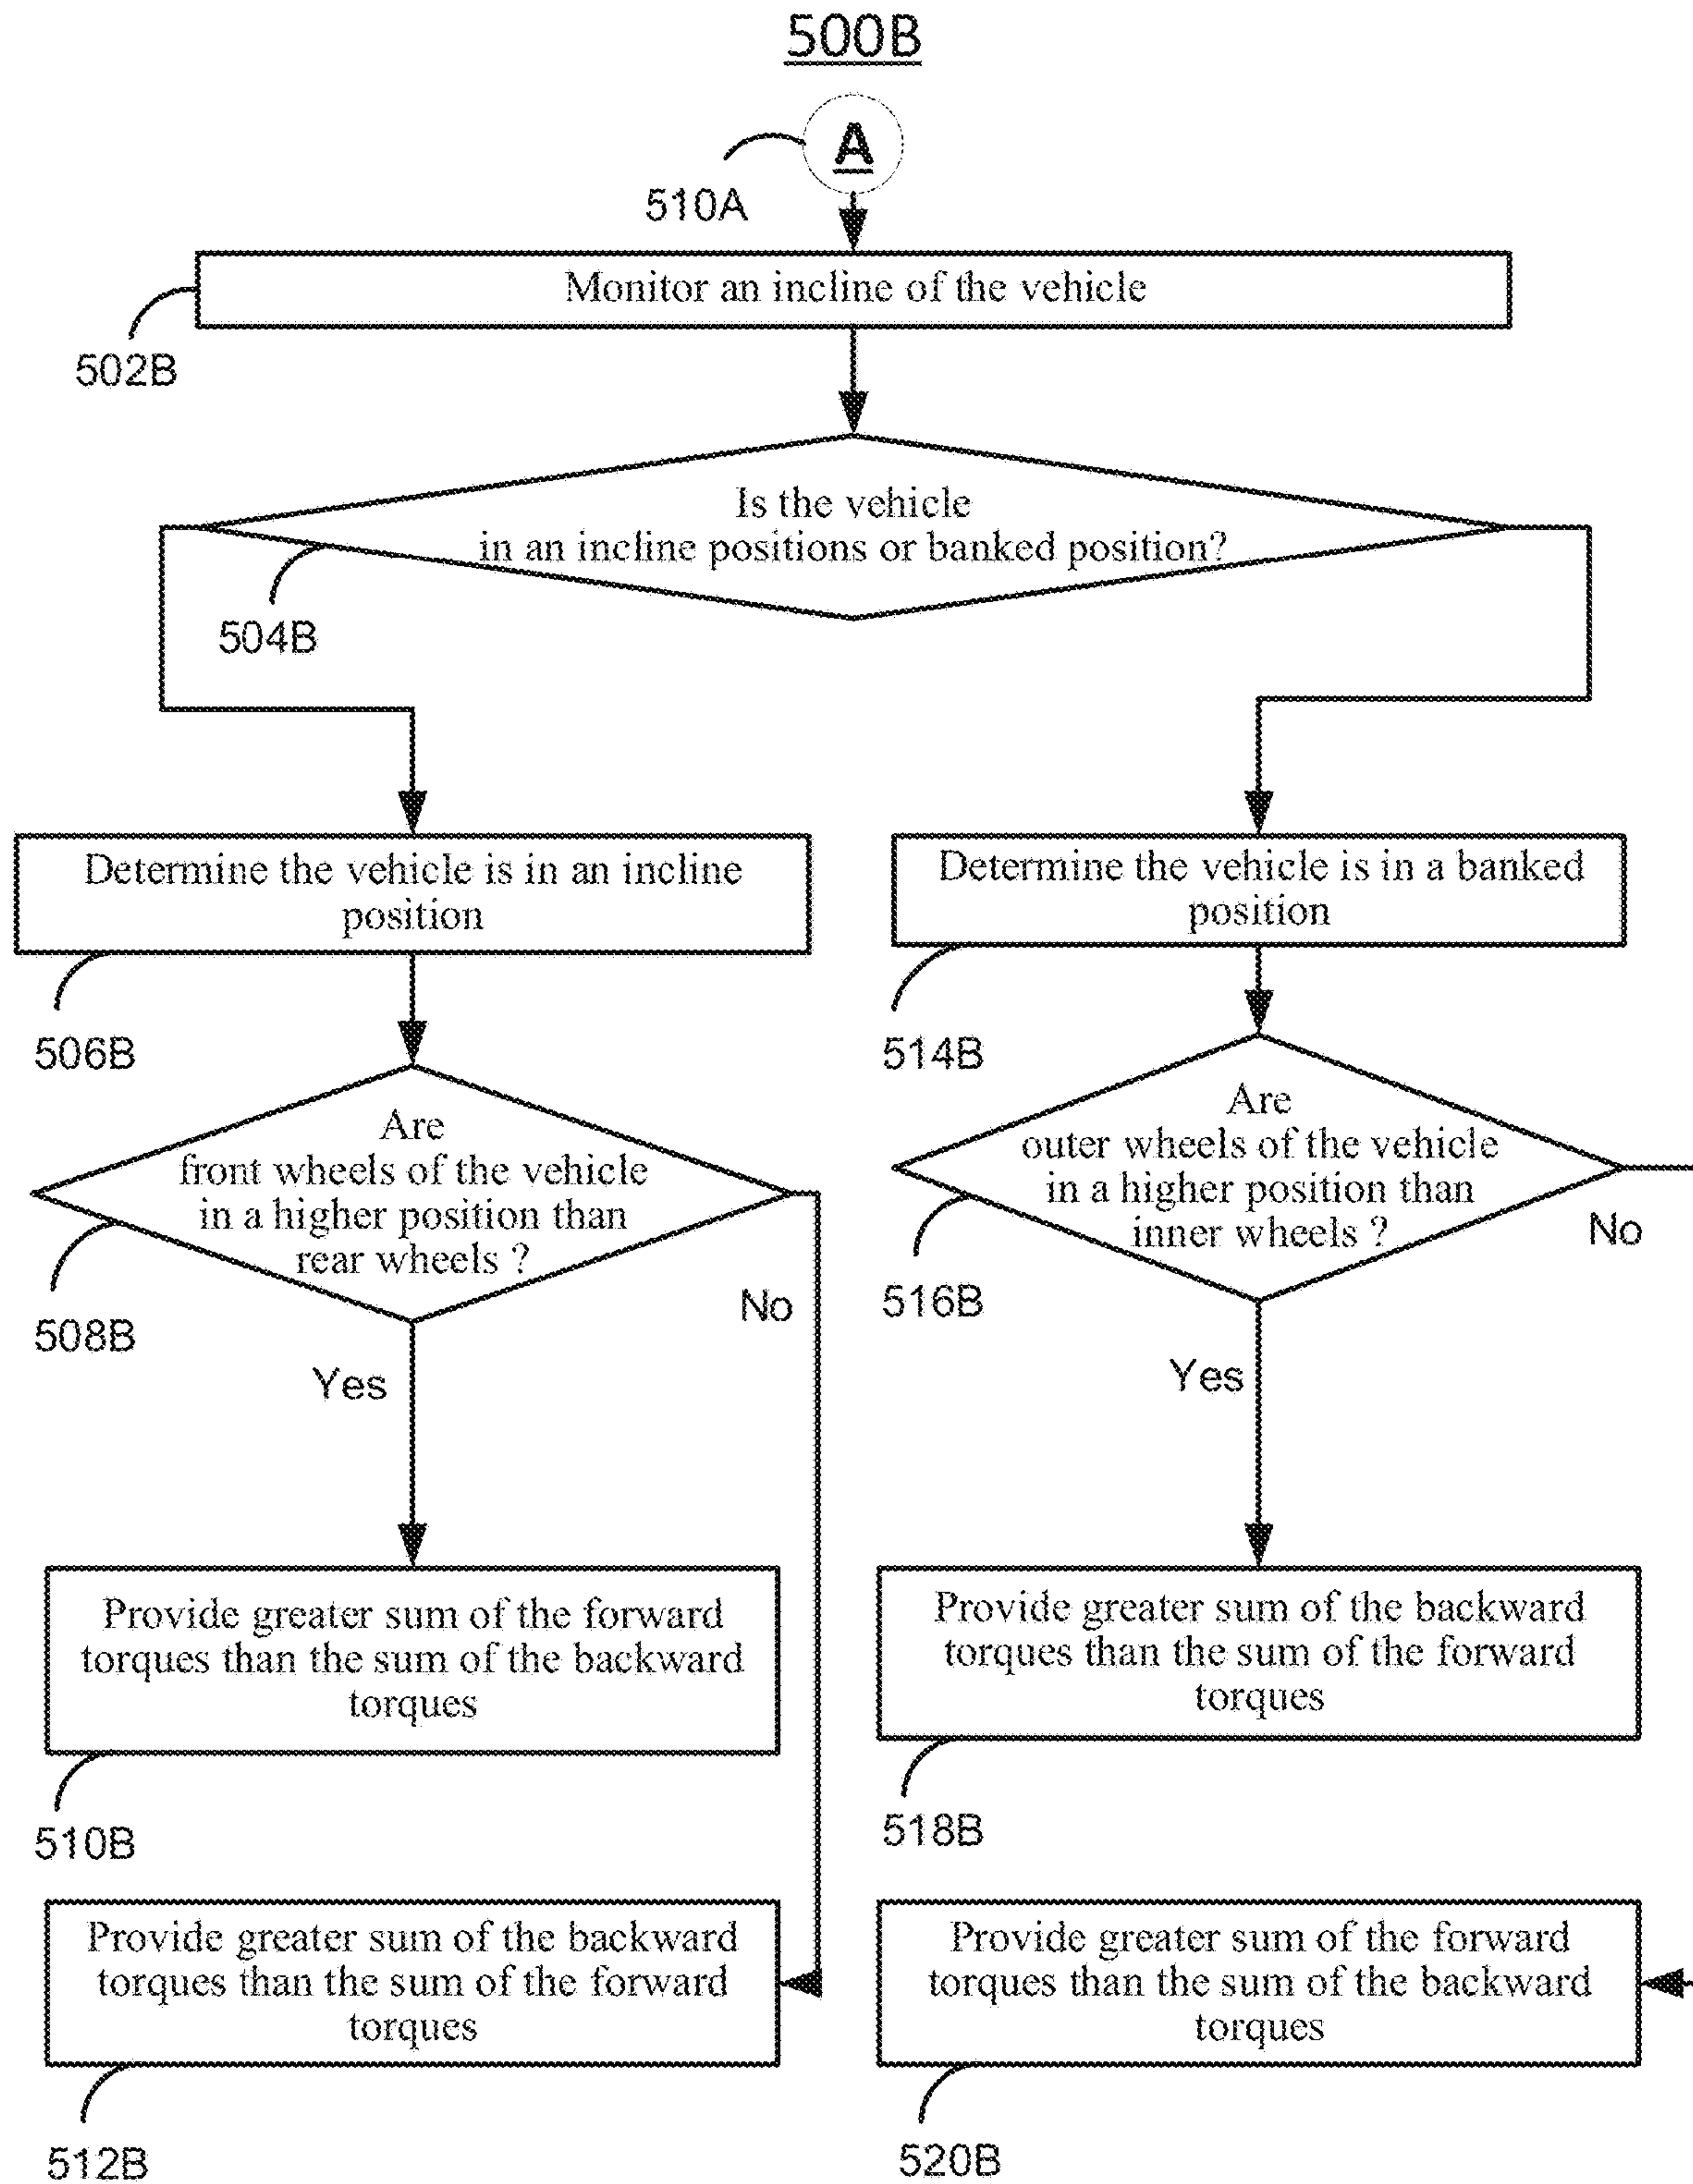 500B
A
510A
Monitor an incline of the vehicle
502B
Is the vehicle
in an incline positions or banked position?
504B
Determine the vehicle is in an incline
position
506B
Are
front wheels of the vehicle
in a higher position than
rear wheels ?
508B
No
Yes
Provide greater sum of the forward
torques than the sum of the backward
torques
510B
Provide greater sum of the backward
torques than the sum of the forward
torques
512B
Determine the vehicle is in a banked
position
514B
Are
outer wheels of the vehicle
in a higher position than
inner wheels ?
516B
No
Yes
Provide greater sum of the backward
torques than the sum of the forward
torques
518B
Provide greater sum of the forward
torques than the sum of the backward
torques
520B